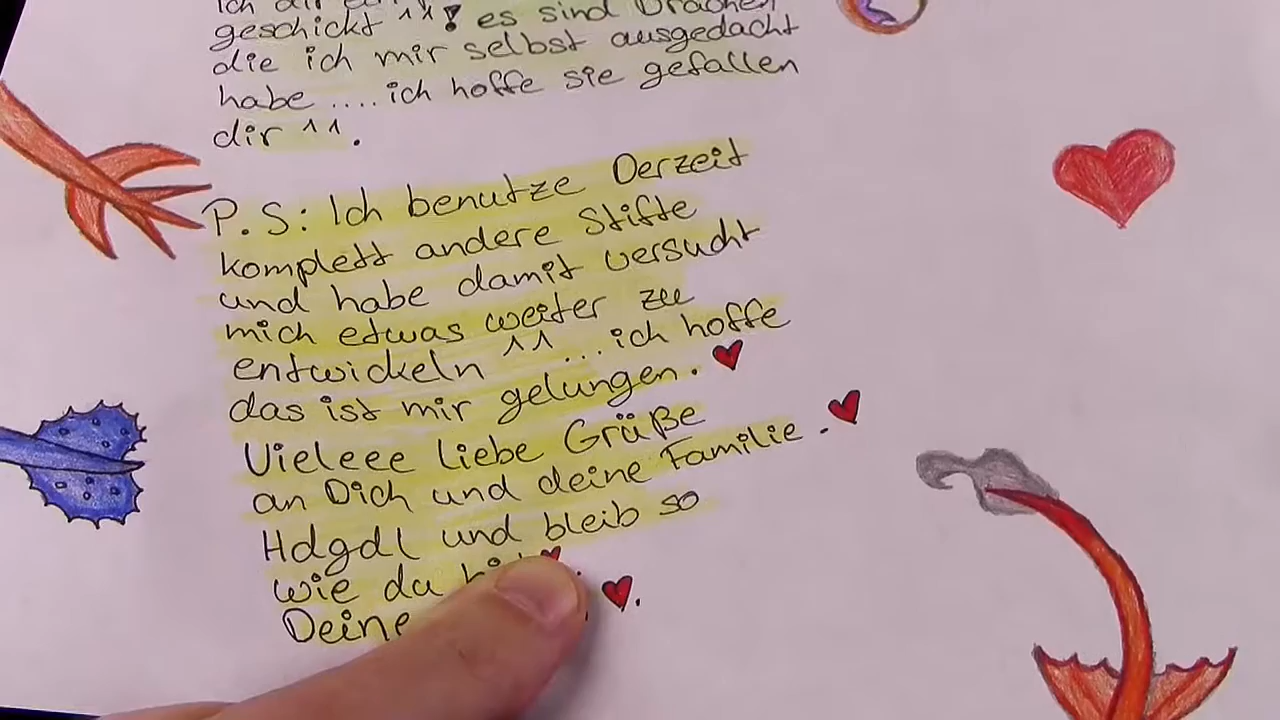 ich dir
geschickt ^^! es sind Drachen
die ich mir selbst ausgedacht
habe ....ich hoffe sie gefallen
dir ^^.
P.S: Ich benutze Derzeit
komplett andere Stifte
und habe damit versucht
mich etwas weiter zu
entwickeln ^^...ich hoffe
das ist mir gelungen.
Vieleee liebe Grüße
an Dich und deine Familie.
Hdgdl und bleib so
wie du
Deine